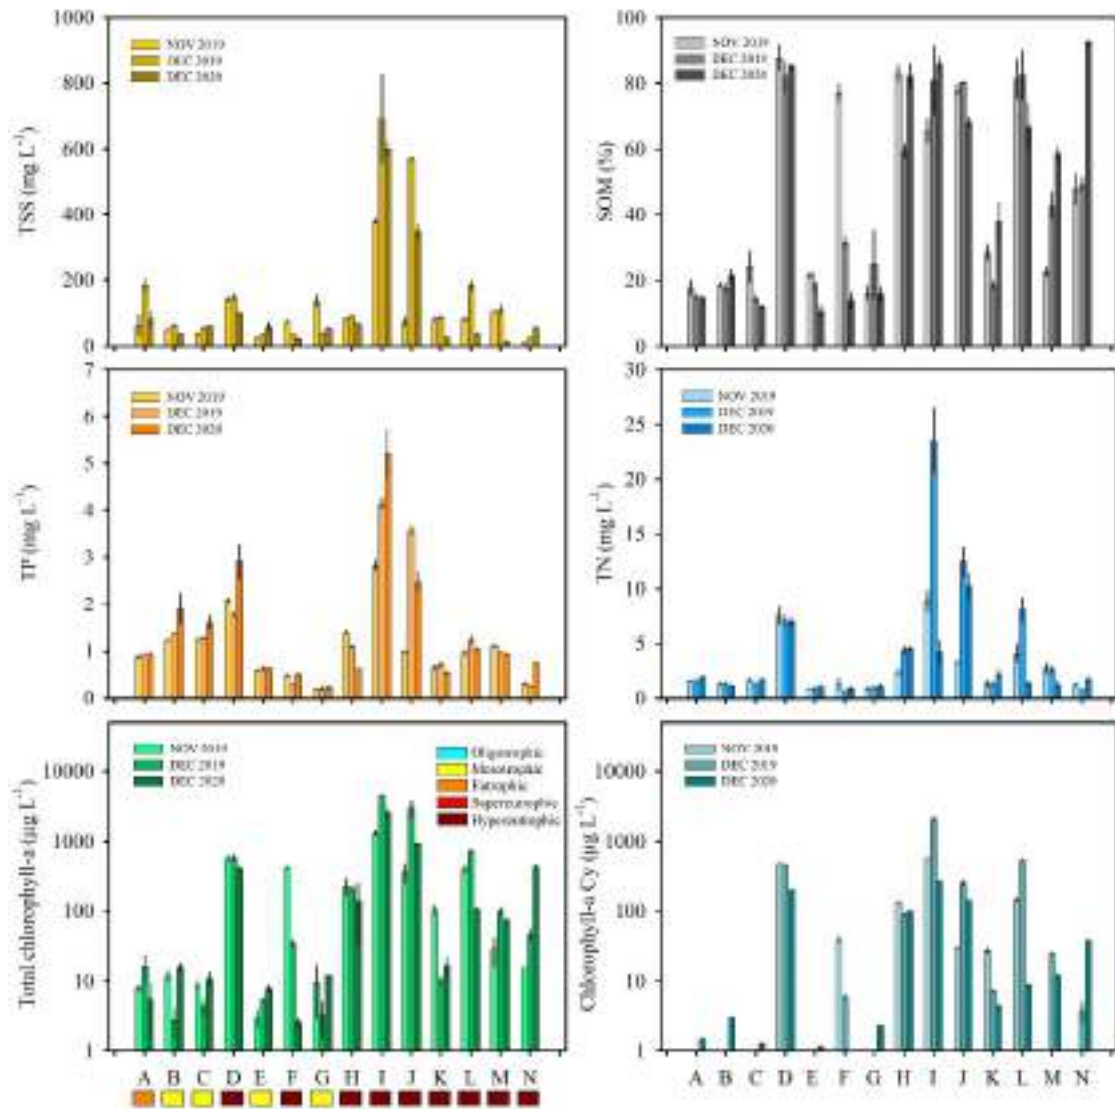 1000
800
600
400
200
0
TSS (mg L⁻¹)
NOV 2019
DEC 2019
DEC 2020
100
80
60
40
20
0
SOM (%)
NOV 2019
DEC 2019
DEC 2020
7
6
5
4
3
2
1
0
TP (mg L⁻¹)
NOV 2019
DEC 2019
DEC 2020
30
25
20
15
10
5
0
TN (mg L⁻¹)
NOV 2019
DEC 2019
DEC 2020
10000
1000
100
10
1
Total chlorophyll-a (µg L⁻¹)
NOV 2019
DEC 2019
DEC 2020
Oligotrophic
Mesotrophic
Eutrophic
Supereutrophic
Hypereutrophic
A B C D E F G H I J K L M N
10000
1000
100
10
1
Chlorophyll-a Cy (µg L⁻¹)
NOV 2019
DEC 2019
DEC 2020
A B C D E F G H I J K L M N